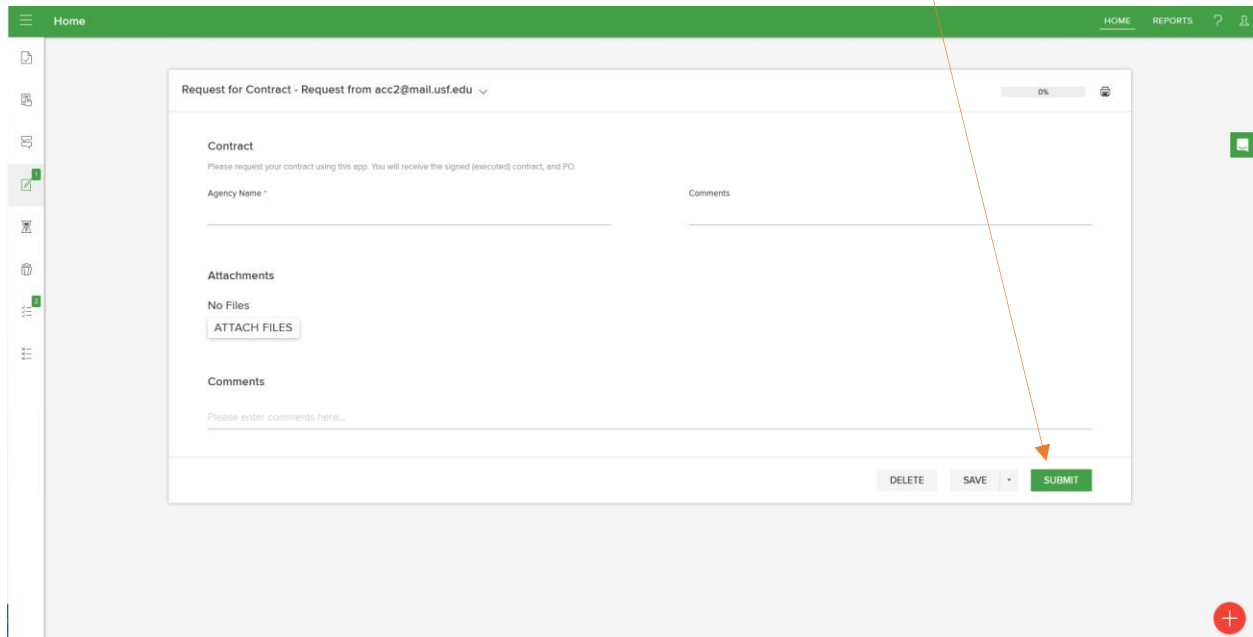 Home
HOME REPORTS ?
Request for Contract - Request from acc2@mail.usf.edu
0%
Contract
Please request your contract using this app. You will receive the signed (executed) contract, and PO.
1
Agency Name *
Comments
Attachments
2
No Files
ATTACH FILES
Comments
Please enter comments here...
DELETE SAVE SUBMIT